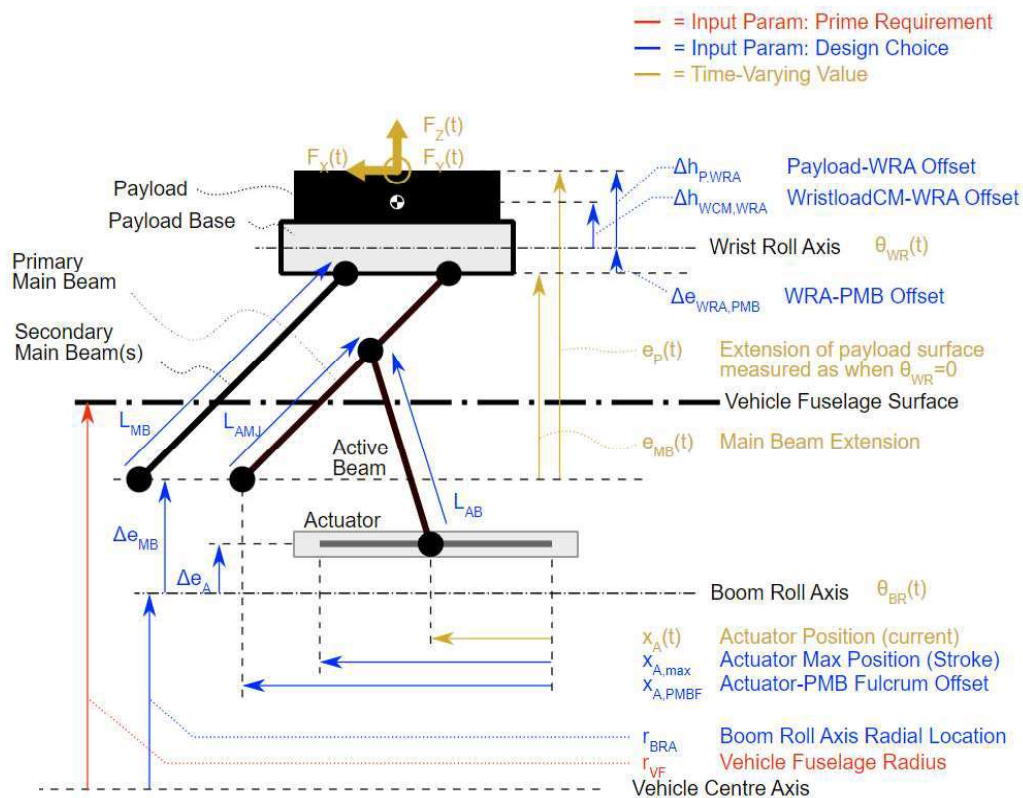 = Input Param: Prime Requirement
= Input Param: Design Choice
= Time-Varying Value
F_Z(t)
F_X(t)
F_Y(t)
Payload
Payload Base
Primary
Main Beam
Secondary
Main Beam(s)
Δh_P,WRA Payload-WRA Offset
Δh_WCM,WRA WristloadCM-WRA Offset
Wrist Roll Axis θ_WR(t)
Δe_WRA,PMB WRA-PMB Offset
e_P(t) Extension of payload surface
measured as when θ_WR=0
Vehicle Fuselage Surface
e_MB(t) Main Beam Extension
L_MB
L_AMJ
Active
Beam
L_AB
Actuator
Δe_MB
Δe_A
Boom Roll Axis θ_BR(t)
x_A(t) Actuator Position (current)
x_A,max Actuator Max Position (Stroke)
x_A,PMBF Actuator-PMB Fulcrum Offset
r_BRA Boom Roll Axis Radial Location
r_VF Vehicle Fuselage Radius
Vehicle Centre Axis